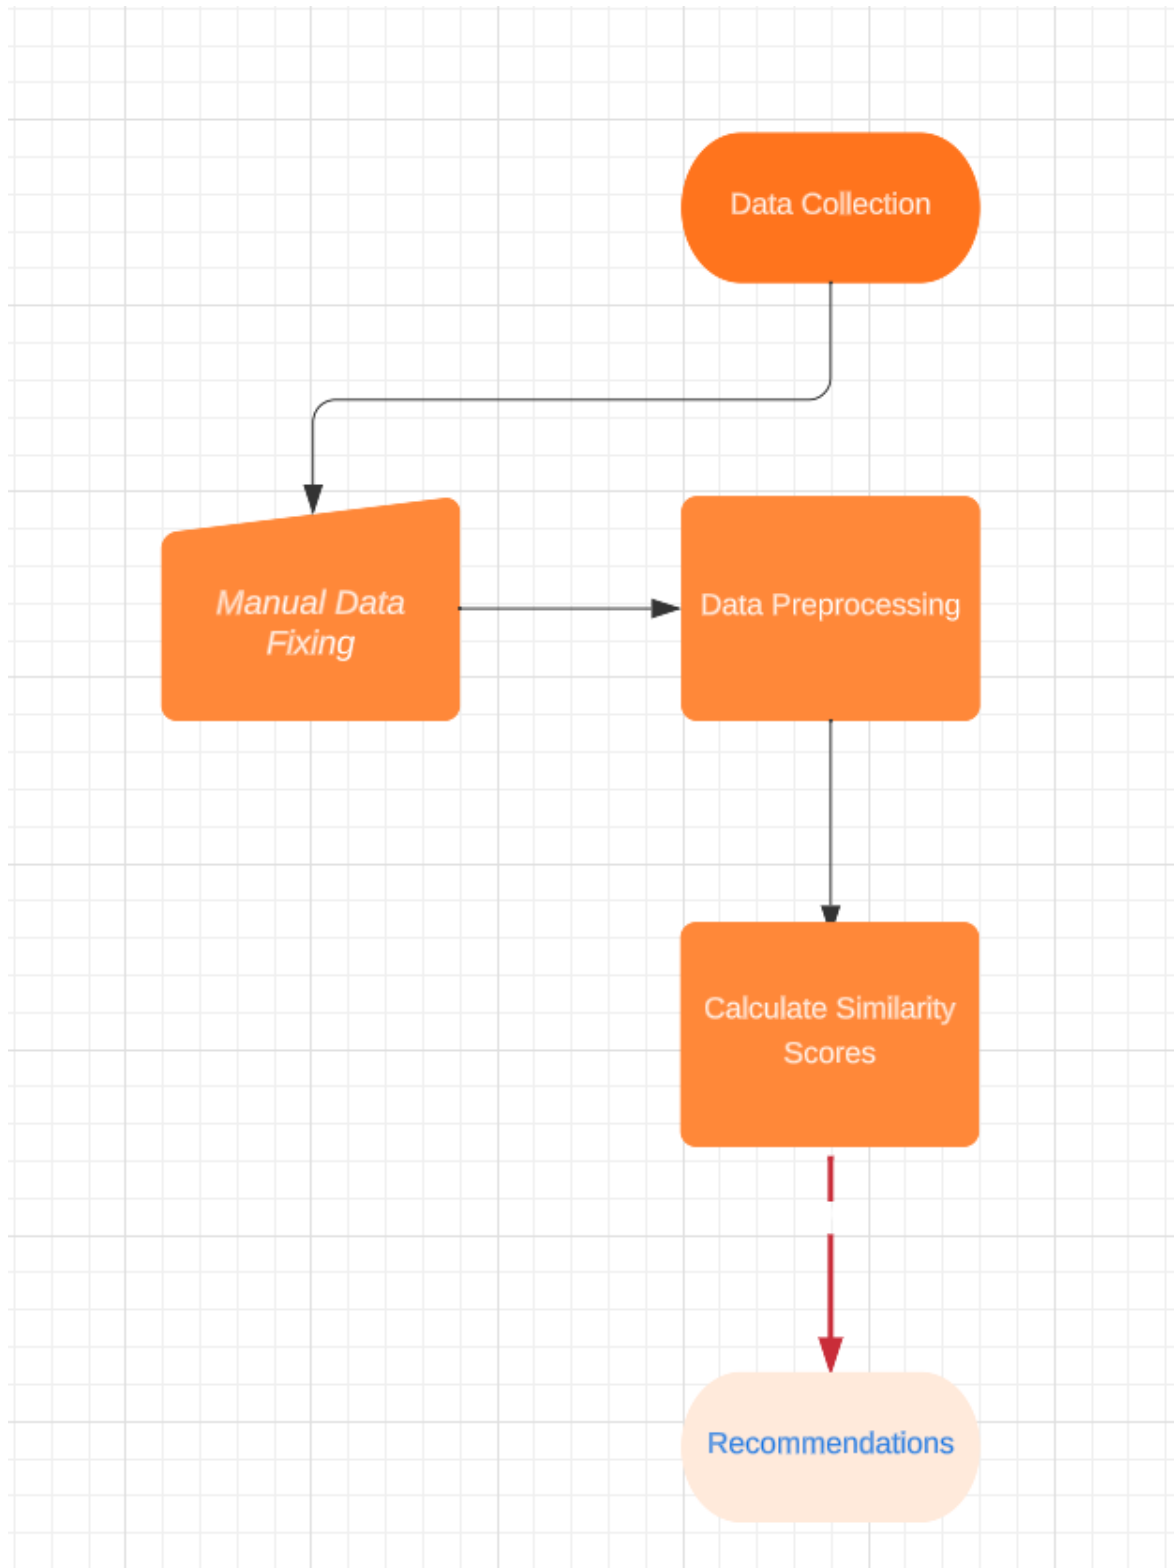 Data Collection
Manual Data
Fixing
Data Preprocessing
Calculate Similarity
Scores
Recommendations